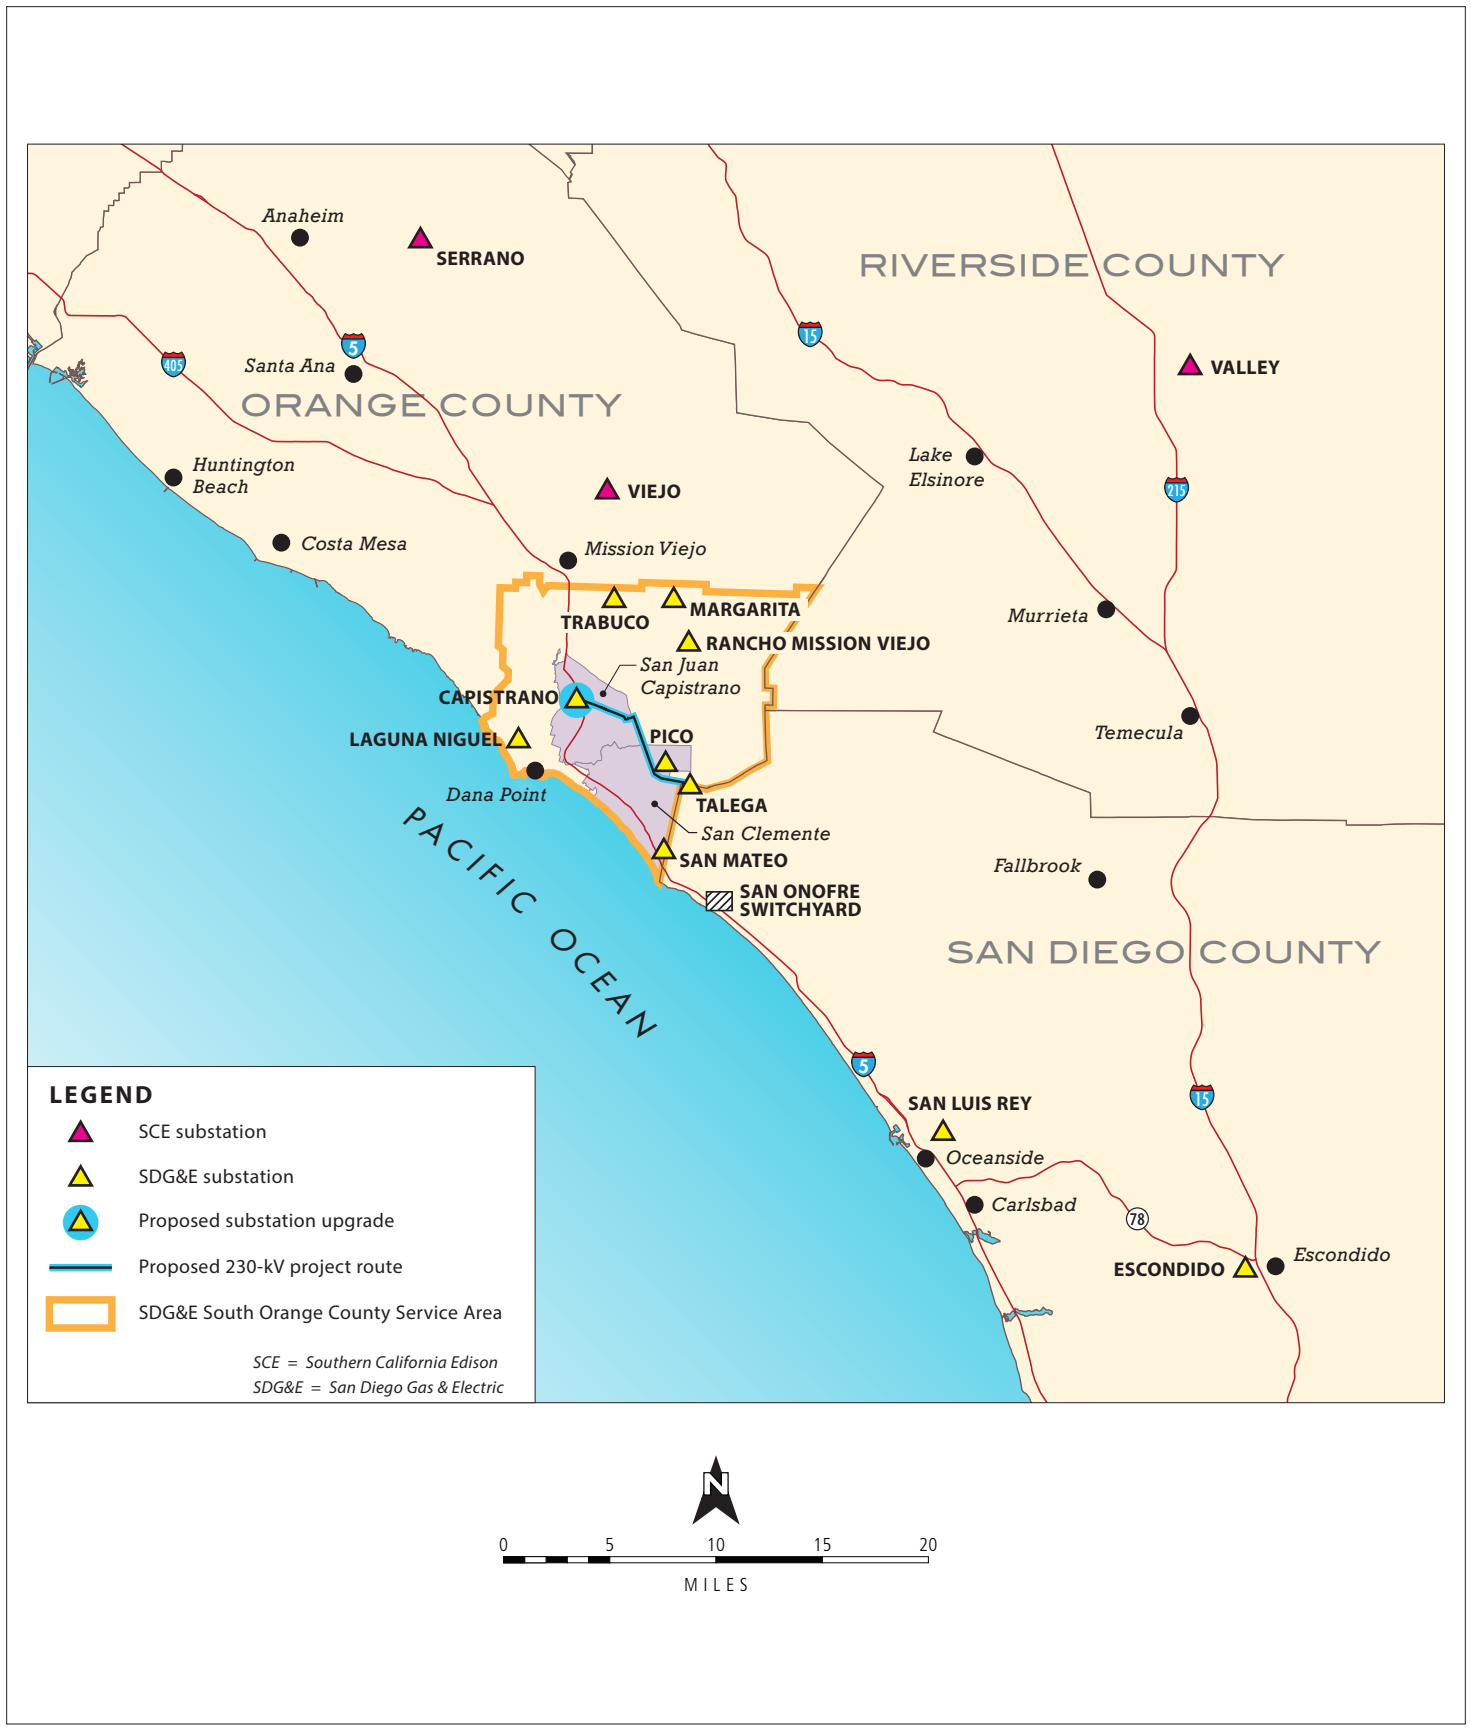 Anaheim
SERRANO
RIVERSIDE COUNTY
15
5
405
Santa Ana
VALLEY
ORANGE COUNTY
Lake
Elsinore
Huntington
Beach
VIEJO
215
Costa Mesa
Mission Viejo
TRABUCO
MARGARITA
Murrieta
RANCHO MISSION VIEJO
San Juan
Capistrano
CAPISTRANO
LAGUNA NIGUEL
PICO
Temecula
Dana Point
TALEGA
PACIFIC OCEAN
San Clemente
SAN MATEO
Fallbrook
SAN ONOFRE
SWITCHYARD
SAN DIEGO COUNTY
5
15
SAN LUIS REY
Oceanside
Carlsbad
78
Escondido
ESCONDIDO
LEGEND
SCE substation
SDG&E substation
Proposed substation upgrade
Proposed 230-kV project route
SDG&E South Orange County Service Area
SCE = Southern California Edison
SDG&E = San Diego Gas & Electric
N
0 5 10 15 20
MILES